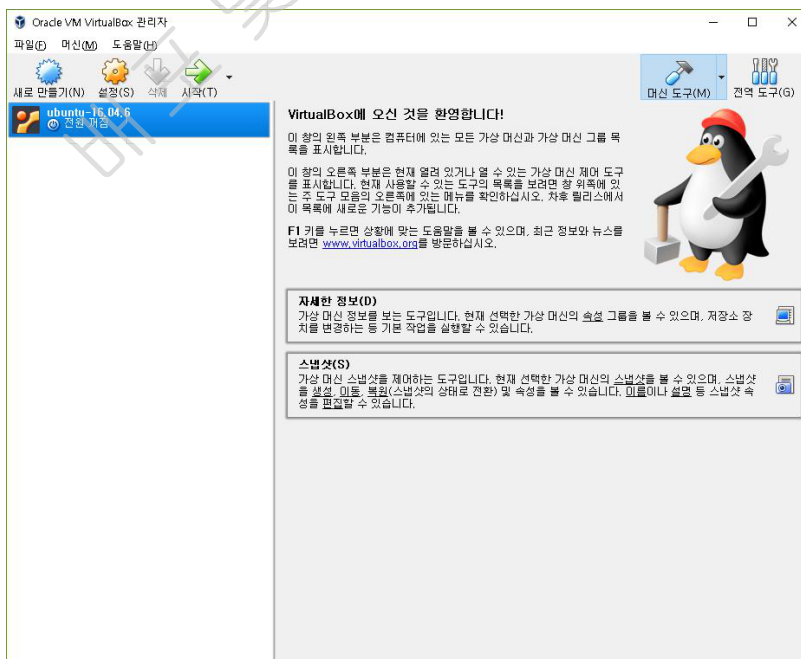 Oracle VM VirtualBox 관리자
파일(F) 머신(M) 도움말(H)
새로 만들기(N) 설정(S) 삭제 시작(T) 머신 도구(M) 전역 도구(G)
ubuntu-16.04.6
전원 꺼짐
VirtualBox에 오신 것을 환영합니다!
이 창의 왼쪽 부분은 컴퓨터에 있는 모든 가상 머신과 가상 머신 그룹 목
록을 표시합니다.
이 창의 오른쪽 부분은 현재 열려 있거나 열 수 있는 가상 머신 제어 도구
를 표시합니다. 현재 사용할 수 있는 도구의 목록을 보려면 창 위쪽에 있
는 주 도구 모음의 오른쪽에 있는 메뉴를 확인하십시오. 차후 릴리스에서
이 목록에 새로운 기능이 추가됩니다.
F1 키를 누르면 상황에 맞는 도움말을 볼 수 있으며, 최근 정보와 뉴스를
보려면 www.virtualbox.org를 방문하십시오.
자세한 정보(D)
가상 머신 정보를 보는 도구입니다. 현재 선택한 가상 머신의 속성 그룹을 볼 수 있으며, 저장소 장
치를 변경하는 등 기본 작업을 실행할 수 있습니다.
스냅샷(S)
가상 머신 스냅샷을 제어하는 도구입니다. 현재 선택한 가상 머신의 스냅샷을 볼 수 있으며, 스냅샷
을 생성, 이동, 복원(스냅샷의 상태로 전환) 및 속성을 볼 수 있습니다. 이름이나 설명 등 스냅샷 속
성을 편집할 수 있습니다.
배포 및